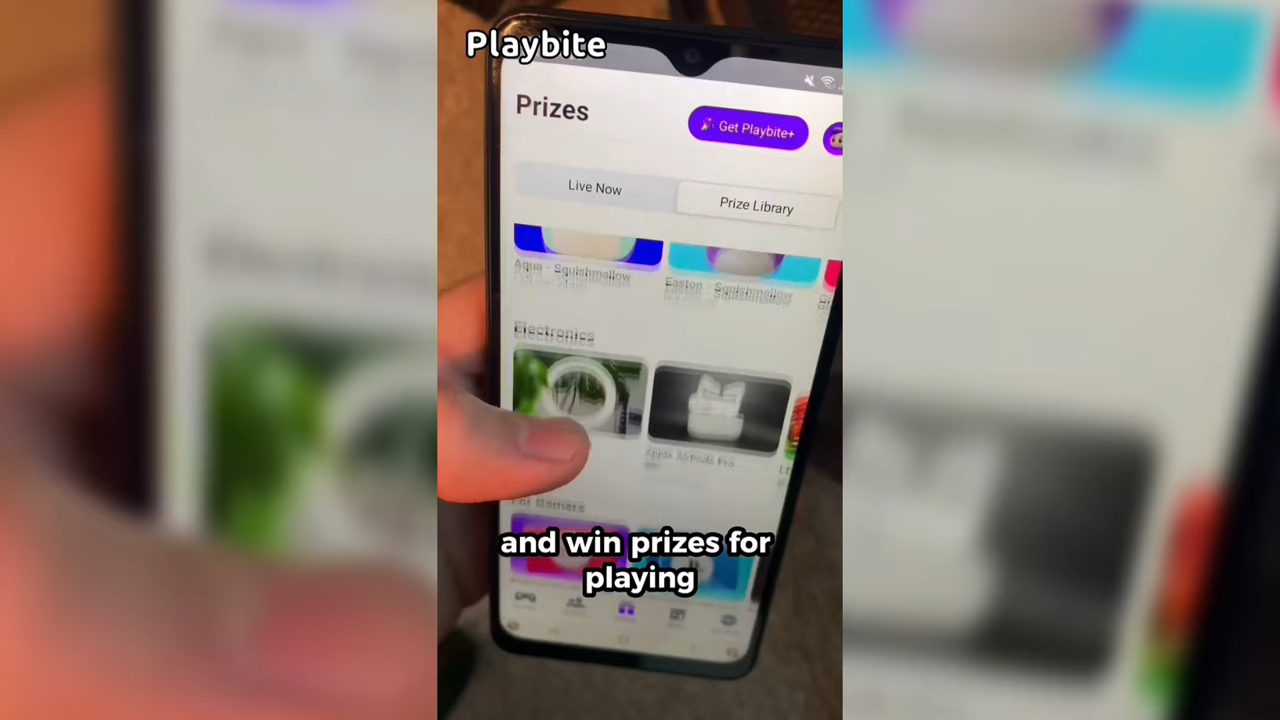 Playbite
Prizes
Get Playbite+
Live Now
Prize Library
Aqua - Squishmallow
Easton - Squishmallow
Electronics
Apple AirPods Pro
For Gamers
and win prizes for
playing